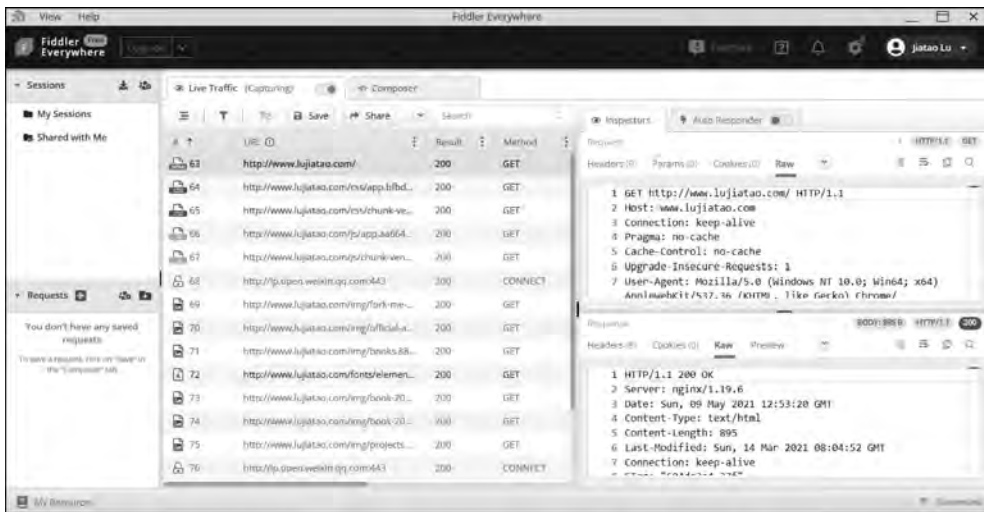 View Help
Fiddler Everywhere
Fiddler Free
Everywhere
Jiatao Lu
Sessions
My Sessions
Shared with Me
Requests
You don't have any saved
requests
My Resources
Live Traffic (Capturing)
Composer
Save Share Search
# URL Result Method
63 http://www.lujiatao.com/ 200 GET
64 http://www.lujiatao.com/css/app.bfbd... 200 GET
65 http://www.lujiatao.com/css/chunk-ve... 200 GET
66 http://www.lujiatao.com/js/app.aa664... 200 GET
67 http://www.lujiatao.com/js/chunk-ven... 200 GET
68 http://lp.open.weixin.qq.com:443 200 CONNECT
69 http://www.lujiatao.com/img/fork-me-... 200 GET
70 http://www.lujiatao.com/img/official-a... 200 GET
71 http://www.lujiatao.com/img/books.88... 200 GET
72 http://www.lujiatao.com/fonts/elemen... 200 GET
73 http://www.lujiatao.com/img/book-20... 200 GET
74 http://www.lujiatao.com/img/book-20... 200 GET
75 http://www.lujiatao.com/img/projects... 200 GET
76 http://lp.open.weixin.qq.com:443 200 CONNECT
Inspectors Auto Responder
Request HTTP/1.1 GET
Headers Params (0) Cookies (0) Raw
1 GET http://www.lujiatao.com/ HTTP/1.1
2 Host: www.lujiatao.com
3 Connection: keep-alive
4 Pragma: no-cache
5 Cache-Control: no-cache
6 Upgrade-Insecure-Requests: 1
7 User-Agent: Mozilla/5.0 (Windows NT 10.0; Win64; x64)
AppleWebKit/537.36 (KHTML, like Gecko) Chrome/
Response HTTP/1.1 200
Headers Cookies (0) Raw Preview
1 HTTP/1.1 200 OK
2 Server: nginx/1.19.6
3 Date: Sun, 09 May 2021 12:53:20 GMT
4 Content-Type: text/html
5 Content-Length: 895
6 Last-Modified: Sun, 14 Mar 2021 08:04:52 GMT
7 Connection: keep-alive